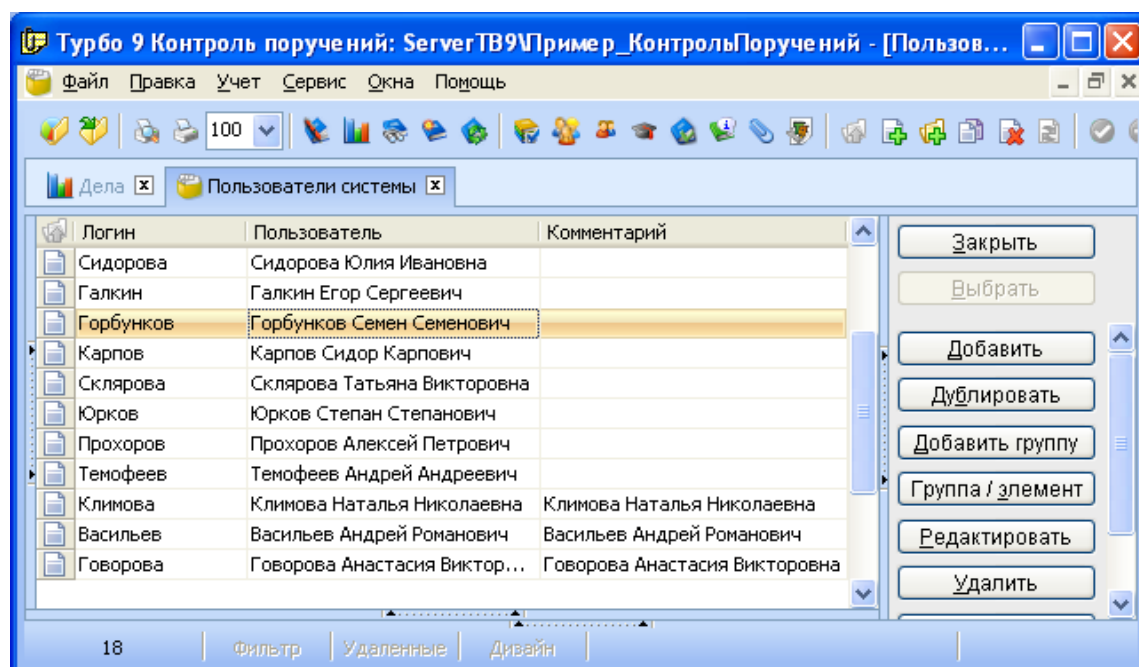 Турбо 9 Контроль поручений: ServerTB9\Пример_КонтрольПоручений - [Пользов...
Файл Правка Учет Сервис Окна Помощь
100
Дела Пользователи системы
Логин Пользователь Комментарий
Сидорова Сидорова Юлия Ивановна
Галкин Галкин Егор Сергеевич
Горбунков Горбунков Семен Семенович
Карпов Карпов Сидор Карпович
Склярова Склярова Татьяна Викторовна
Юрков Юрков Степан Степанович
Прохоров Прохоров Алексей Петрович
Темофеев Темофеев Андрей Андреевич
Климова Климова Наталья Николаевна Климова Наталья Николаевна
Васильев Васильев Андрей Романович Васильев Андрей Романович
Говорова Говорова Анастасия Виктор... Говорова Анастасия Викторовна
Закрыть
Выбрать
Добавить
Дублировать
Добавить группу
Группа / элемент
Редактировать
Удалить
18 Фильтр Удаленные Дизайн